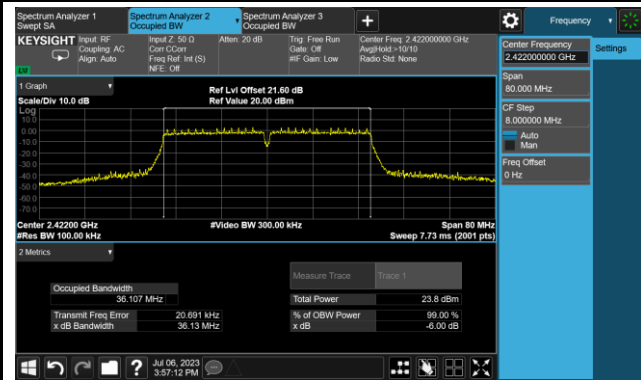 Spectrum Analyzer 1
Swept SA
Spectrum Analyzer 2
Occupied BW
Spectrum Analyzer 3
Occupied BW
Frequency
KEYSIGHT
Input: RF
Coupling: AC
Align: Auto
Input Z: 50 Ω
Corr CCorr
Freq Ref: Int (S)
NFE: Off
Atten: 20 dB
Trig: Free Run
Gate: Off
#IF Gain: Low
Center Freq: 2.422000000 GHz
Avg|Hold:>10/10
Radio Std: None
1 Graph
Scale/Div 10.0 dB
Ref Lvl Offset 21.60 dB
Ref Value 20.00 dBm
Log
10.0
0.00
-10.0
-20.0
-30.0
-40.0
-50.0
-60.0
-70.0
Center 2.42200 GHz
#Video BW 300.00 kHz
Span 80 MHz
#Res BW 100.00 kHz
Sweep 7.73 ms (2001 pts)
2 Metrics
Measure Trace
Trace 1
Occupied Bandwidth
36.107 MHz
Total Power
23.8 dBm
Transmit Freq Error
20.691 kHz
% of OBW Power
99.00 %
x dB Bandwidth
36.13 MHz
x dB
-6.00 dB
Center Frequency
2.422000000 GHz
Settings
Span
80.000 MHz
CF Step
8.000000 MHz
Auto
Man
Freq Offset
0 Hz
Jul 06, 2023
3:57:12 PM